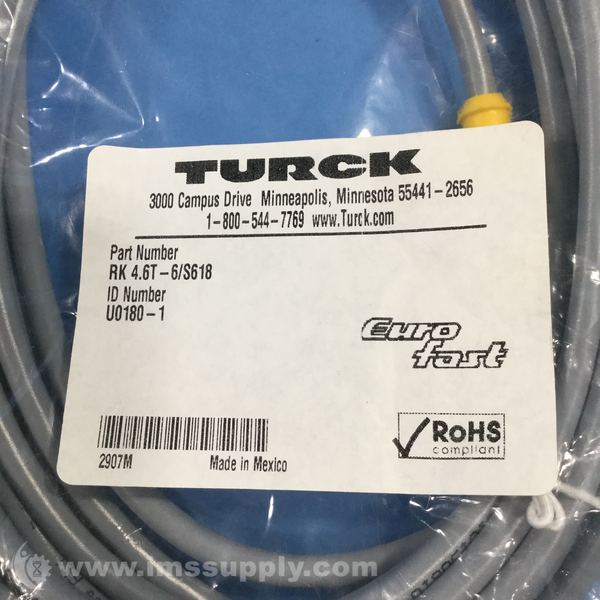 TURCK
3000 Campus Drive Minneapolis, Minnesota 55441-2656
1-800-544-7769 www.Turck.com
Part Number
RK 4.6T-6/S618
ID Number
U0180-1
Euro
fast
RoHS
compliant
2907M
Made in Mexico
www.imssupply.com